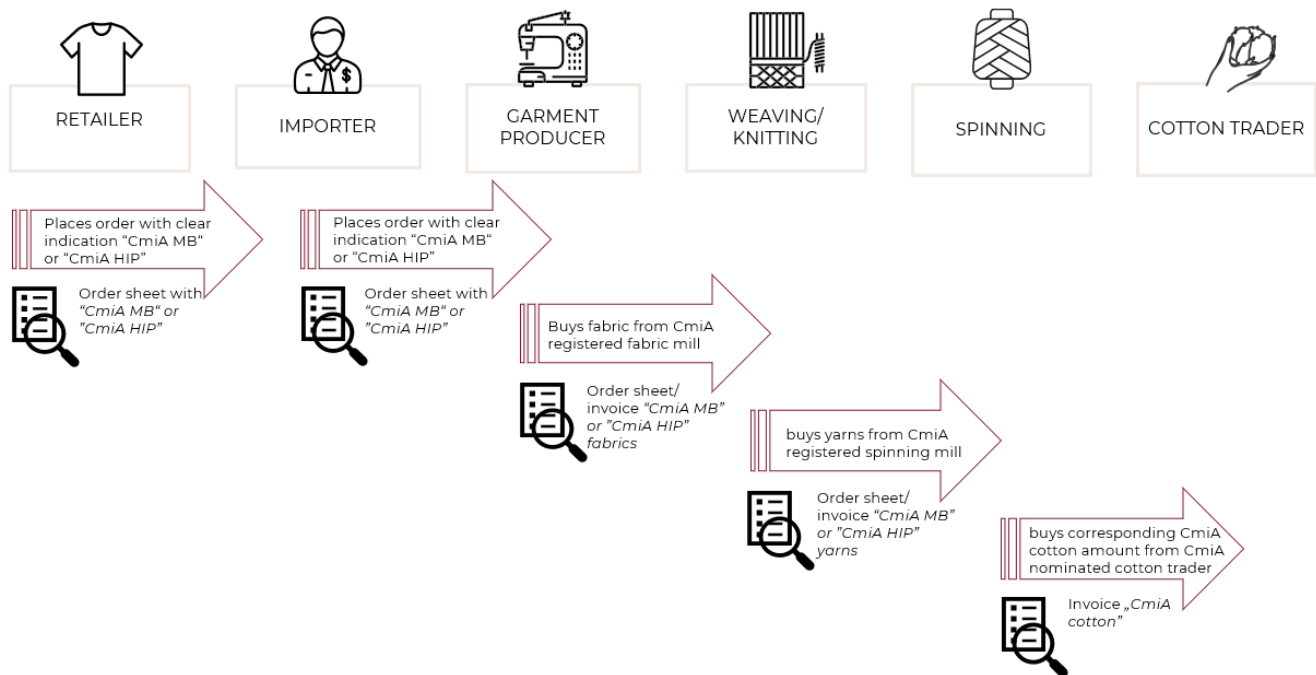 RETAILER
IMPORTER
GARMENT
PRODUCER
WEAVING/
KNITTING
SPINNING
COTTON TRADER
Places order with clear
indication “CmiA MB“
or “CmiA HIP”
Order sheet with
“CmiA MB“ or
”CmiA HIP”
Places order with clear
indication “CmiA MB“
or “CmiA HIP”
Order sheet with
“CmiA MB“ or
”CmiA HIP”
Buys fabric from CmiA
registered fabric mill
Order sheet/
invoice “CmiA MB”
or ”CmiA HIP”
fabrics
buys yarns from CmiA
registered spinning mill
Order sheet/
invoice “CmiA MB”
or ”CmiA HIP”
yarns
buys corresponding CmiA
cotton amount from CmiA
nominated cotton trader
Invoice „CmiA
cotton”